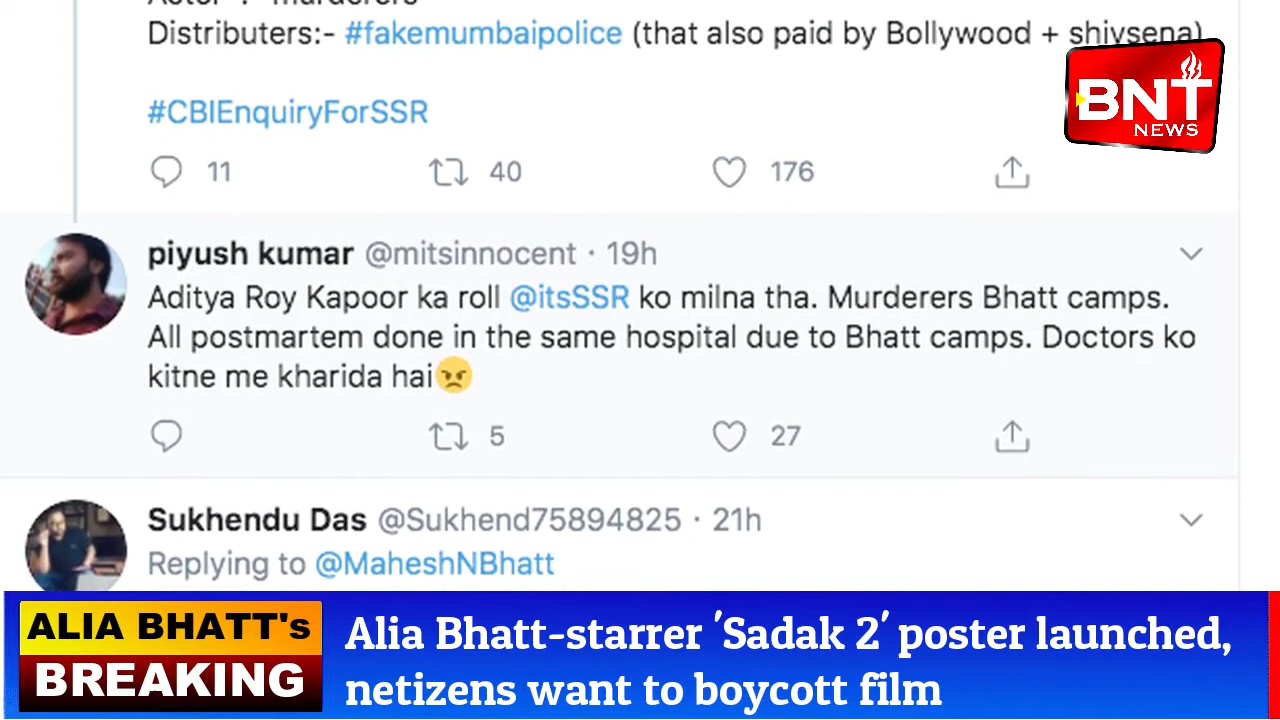 Actor :- murderers
Distributers:- #fakemumbaipolice (that also paid by Bollywood + shivsena)
#CBIEnquiryForSSR
11 40 176
BNT
NEWS
piyush kumar @mitsinnocent · 19h
Aditya Roy Kapoor ka roll @itsSSR ko milna tha. Murderers Bhatt camps.
All postmartem done in the same hospital due to Bhatt camps. Doctors ko
kitne me kharida hai😠
5 27
Sukhendu Das @Sukhend75894825 · 21h
Replying to @MaheshNBhatt
ALIA BHATT's
BREAKING
Alia Bhatt-starrer 'Sadak 2' poster launched,
netizens want to boycott film